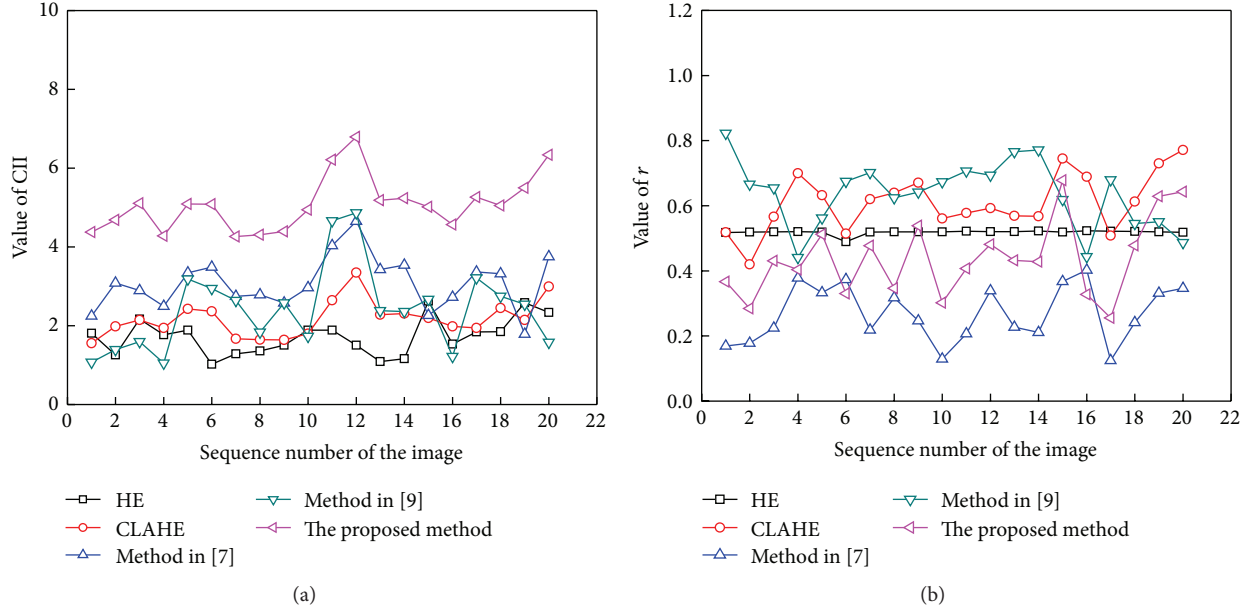 10
8
6
4
2
0
Value of CII
0 2 4 6 8 10 12 14 16 18 20 22
Sequence number of the image
HE
CLAHE
Method in [7]
Method in [9]
The proposed method
(a)
1.2
1.0
0.8
0.6
0.4
0.2
0.0
Value of r
0 2 4 6 8 10 12 14 16 18 20 22
Sequence number of the image
HE
CLAHE
Method in [7]
Method in [9]
The proposed method
(b)